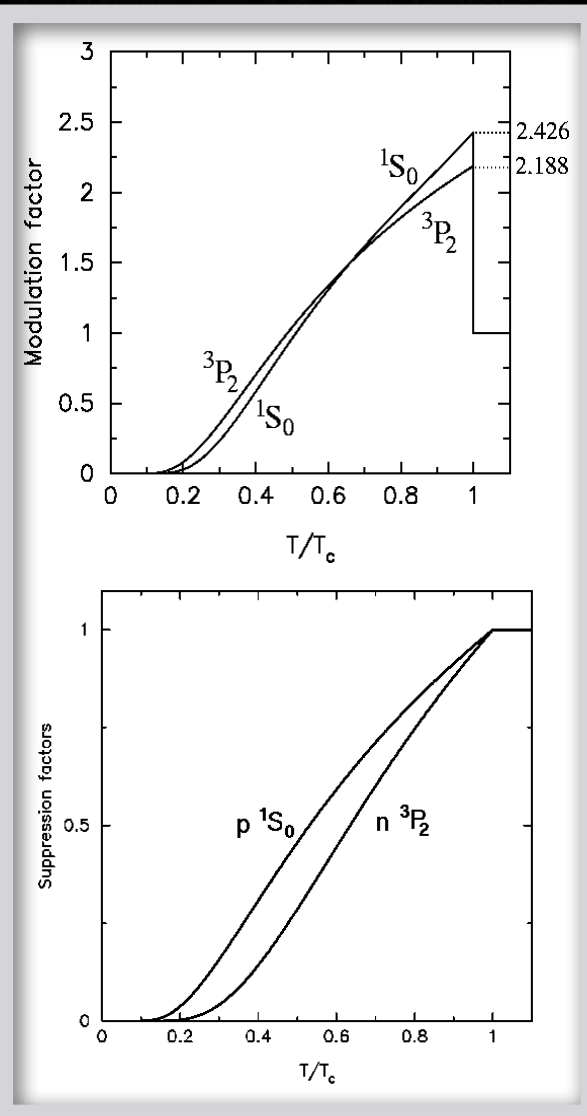 3
2.5
2
1.5
1
0.5
0
Modulation factor
2.426
2.188
¹S₀
³P₂
³P₂
¹S₀
0 0.2 0.4 0.6 0.8 1
T/Tc
1
0.5
0
Suppression factors
p ¹S₀
n ³P₂
0 0.2 0.4 0.6 0.8 1
T/Tc